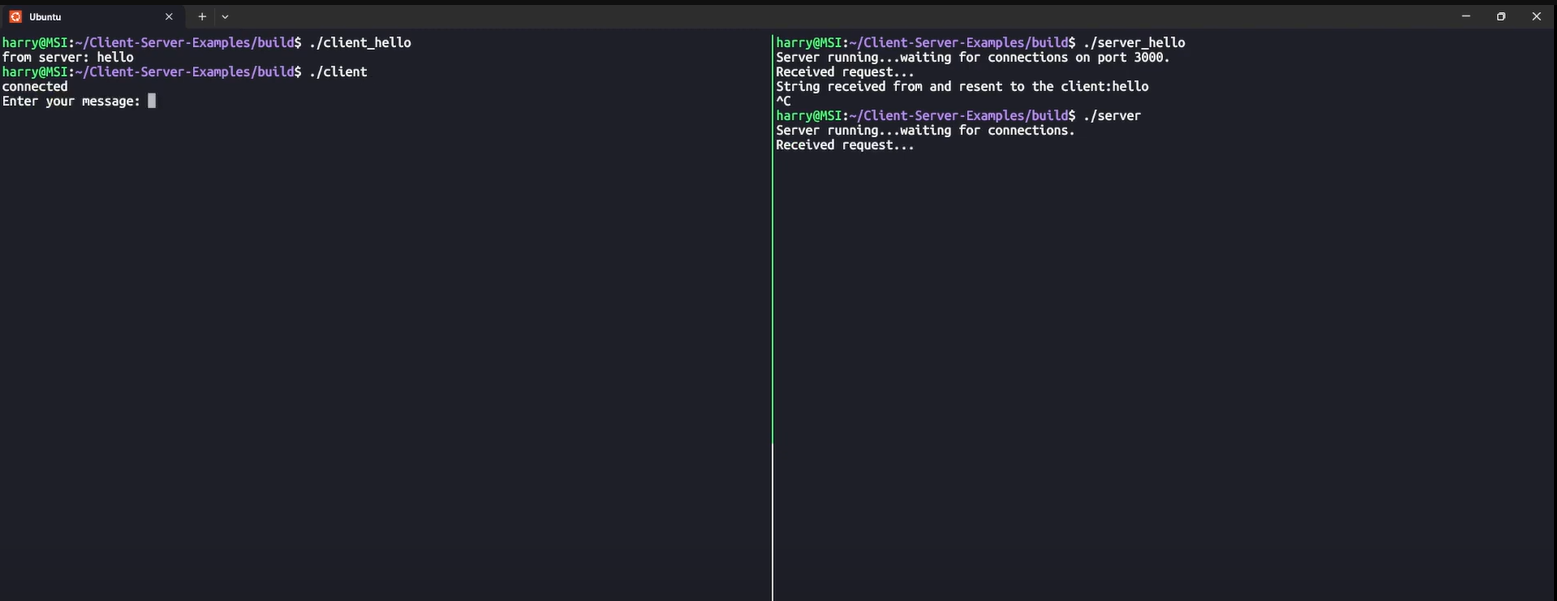 Ubuntu
harry@MSI:~/Client-Server-Examples/build$ ./client_hello
from server: hello
harry@MSI:~/Client-Server-Examples/build$ ./client
connected
Enter your message:
harry@MSI:~/Client-Server-Examples/build$ ./server_hello
Server running...waiting for connections on port 3000.
Received request...
String received from and resent to the client:hello
^C
harry@MSI:~/Client-Server-Examples/build$ ./server
Server running...waiting for connections.
Received request...